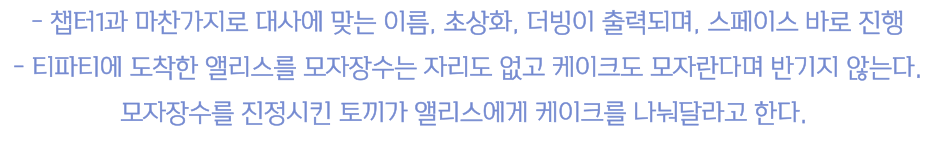 - 챕터1과 마찬가지로 대사에 맞는 이름, 초상화, 더빙이 출력되며, 스페이스 바로 진행
- 티파티에 도착한 앨리스를 모자장수는 자리도 없고 케이크도 모자란다며 반기지 않는다.
모자장수를 진정시킨 토끼가 앨리스에게 케이크를 나눠달라고 한다.